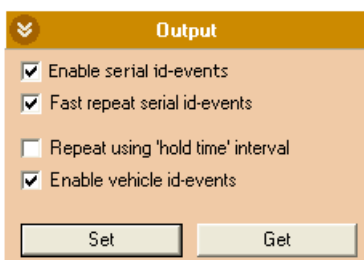 Output
Enable serial id-events
Fast repeat serial id-events
Repeat using 'hold time' interval
Enable vehicle id-events
Set Get